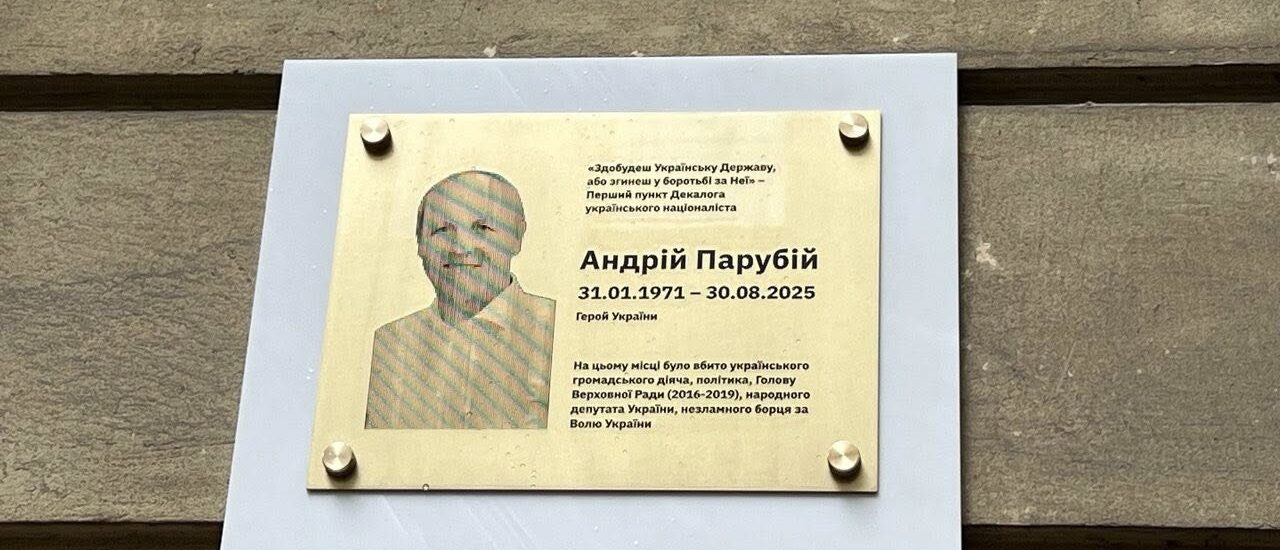 «Здобудеш Українську Державу,
або згинеш у боротьбі за Неї» –
Перший пункт Декалога
українського націоналіста
Андрій Парубій
31.01.1971 – 30.08.2025
Герой України
На цьому місці було вбито українського
громадського діяча, політика, Голову
Верховної Ради (2016-2019), народного
депутата України, незламного борця за
Волю України